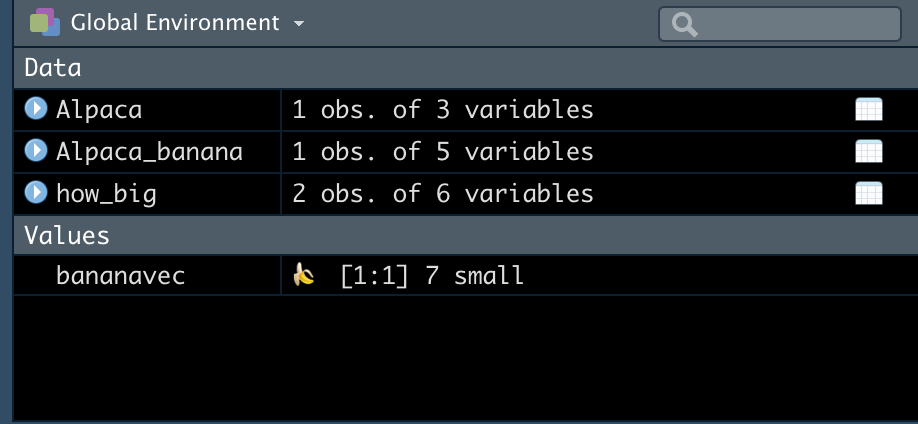 Global Environment
Data
Alpaca 1 obs. of 3 variables
Alpaca_banana 1 obs. of 5 variables
how_big 2 obs. of 6 variables
Values
bananavec 🍌 [1:1] 7 small